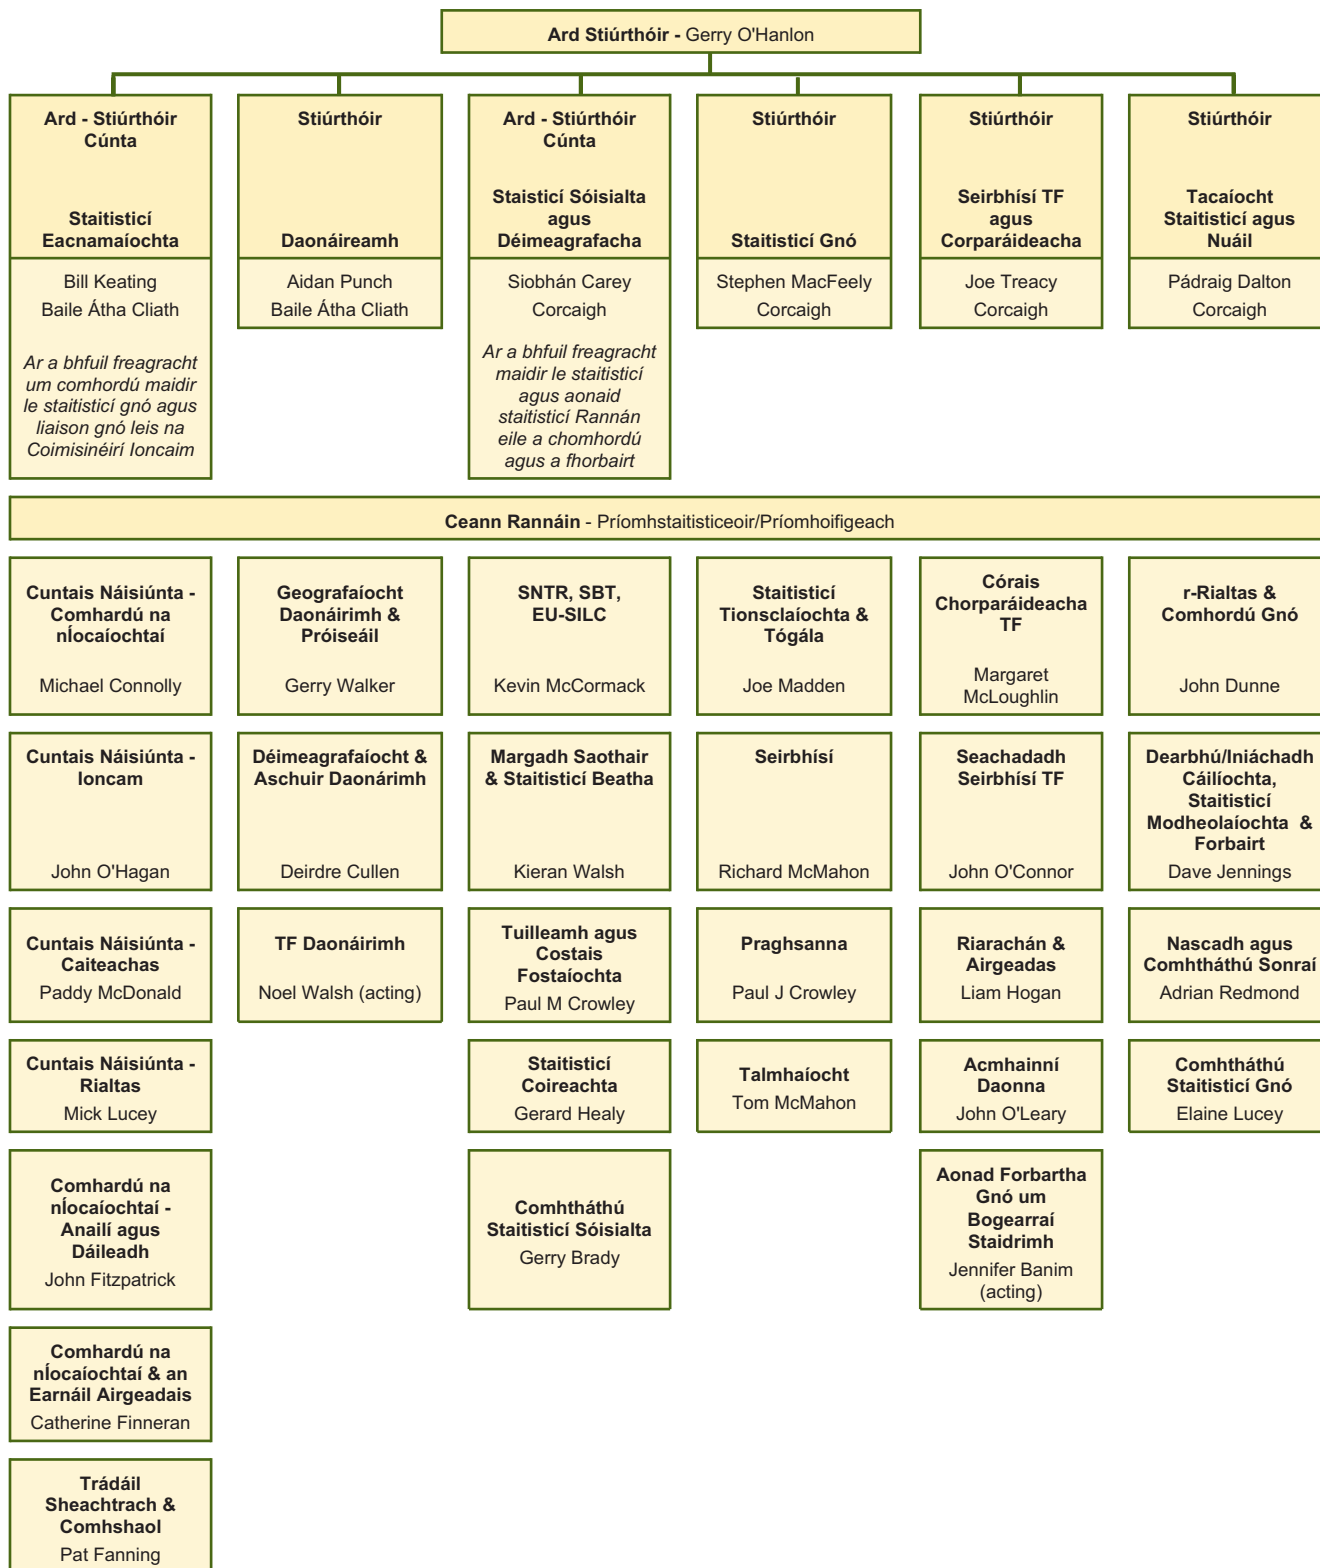 Ard Stiúrthóir - Gerry O'Hanlon
Ard - Stiúrthóir
Cúnta
Staitisticí
Eacnamaíochta
Bill Keating
Baile Átha Cliath
Ar a bhfuil freagracht
um comhordú maidir
le staitisticí gnó agus
liaison gnó leis na
Coimisinéirí Ioncaim
Stiúrthóir
Daonáireamh
Aidan Punch
Baile Átha Cliath
Ard - Stiúrthóir
Cúnta
Staisticí Sóisialta
agus
Déimeagrafacha
Siobhán Carey
Corcaigh
Ar a bhfuil freagracht
maidir le staitisticí
agus aonaid
staitisticí Rannán
eile a chomhordú
agus a fhorbairt
Stiúrthóir
Staitisticí Gnó
Stephen MacFeely
Corcaigh
Stiúrthóir
Seirbhísí TF
agus
Corparáideacha
Joe Treacy
Corcaigh
Stiúrthóir
Tacaíocht
Staitisticí agus
Nuáil
Pádraig Dalton
Corcaigh
Ceann Rannáin - Príomhstaitisticeoir/Príomhoifigeach
Cuntais Náisiúnta -
Comhardú na
nÍocaíochtaí
Michael Connolly
Geografaíocht
Daonáirimh &
Próiseáil
Gerry Walker
SNTR, SBT,
EU-SILC
Kevin McCormack
Staitisticí
Tionsclaíochta &
Tógála
Joe Madden
Córais
Chorparáideacha
TF
Margaret
McLoughlin
r-Rialtas &
Comhordú Gnó
John Dunne
Cuntais Náisiúnta -
Ioncam
John O'Hagan
Déimeagrafaíocht &
Aschuir Daonárimh
Deirdre Cullen
Margadh Saothair
& Staitisticí Beatha
Kieran Walsh
Seirbhísí
Richard McMahon
Seachadadh
Seirbhísí TF
John O'Connor
Dearbhú/Iniáchadh
Cáilíochta,
Staitisticí
Modheolaíochta &
Forbairt
Dave Jennings
Cuntais Náisiúnta -
Caiteachas
Paddy McDonald
TF Daonáirimh
Noel Walsh (acting)
Tuilleamh agus
Costais
Fostaíochta
Paul M Crowley
Praghsanna
Paul J Crowley
Riarachán &
Airgeadas
Liam Hogan
Nascadh agus
Comhtháthú Sonraí
Adrian Redmond
Cuntais Náisiúnta -
Rialtas
Mick Lucey
Staitisticí
Coireachta
Gerard Healy
Talmhaíocht
Tom McMahon
Acmhainní
Daonna
John O'Leary
Comhtháthú
Staitisticí Gnó
Elaine Lucey
Comhardú na
nÍocaíochtaí -
Anailí agus
Dáileadh
John Fitzpatrick
Comhtháthú
Staitisticí Sóisialta
Gerry Brady
Aonad Forbartha
Gnó um
Bogearraí
Staidrimh
Jennifer Banim
(acting)
Comhardú na
nÍocaíochtaí & an
Earnáil Airgeadais
Catherine Finneran
Trádáil
Sheachtrach &
Comhshaol
Pat Fanning